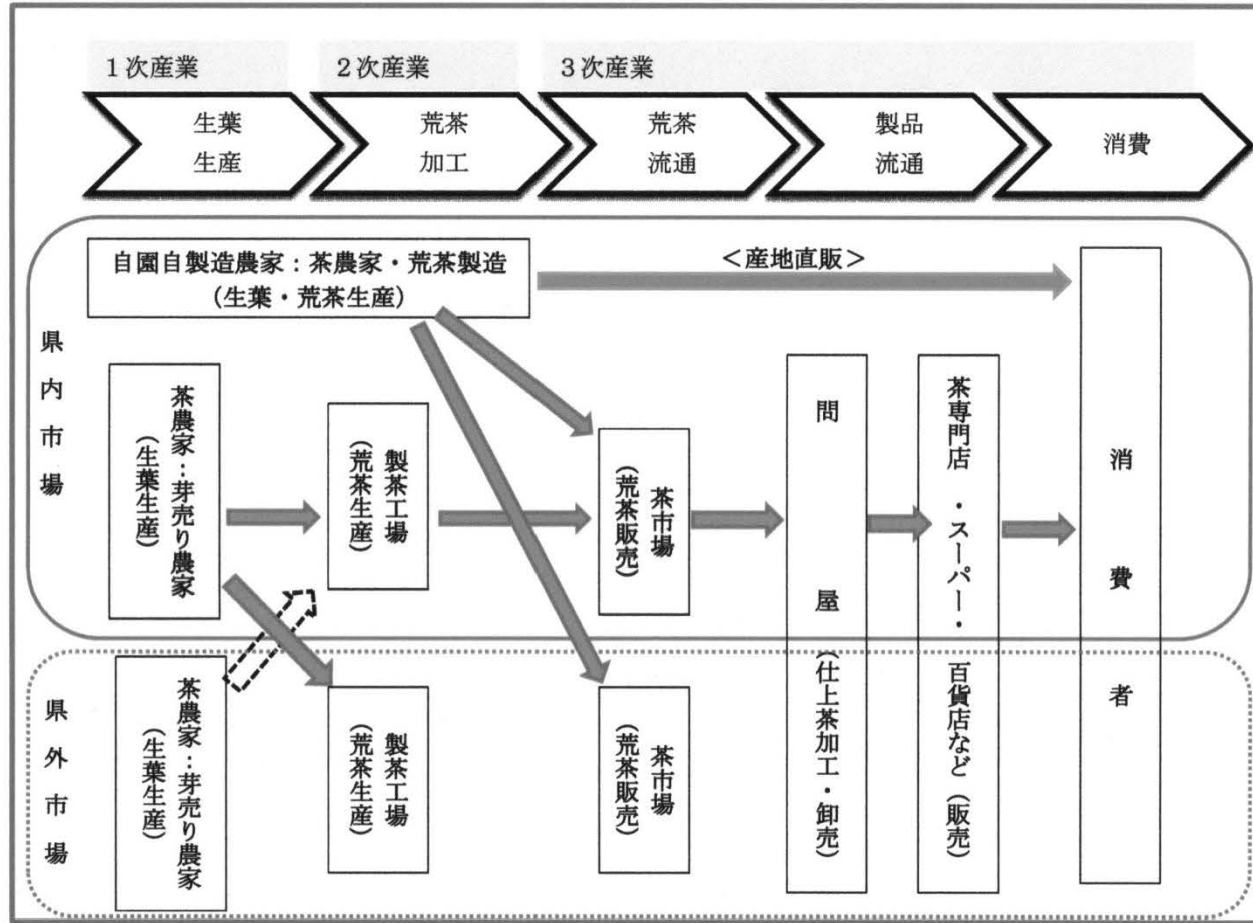 1次産業
2次産業
3次産業
生葉
生産
荒茶
加工
荒茶
流通
製品
流通
消費
県内市場
自園自製造農家：茶農家・荒茶製造
（生葉・荒茶生産）
＜産地直販＞
茶農家：芽売り農家
（生葉生産）
製茶工場
（荒茶生産）
茶市場
（荒茶販売）
問屋（仕上茶加工・卸売）
茶専門店・スーパー・百貨店など（販売）
消費者
県外市場
茶農家：芽売り農家
（生葉生産）
製茶工場
（荒茶生産）
茶市場
（荒茶販売）